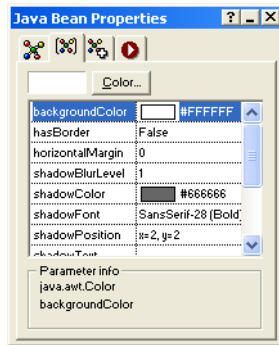 Java Bean Properties
Color...
backgroundColor #FFFFFF
hasBorder False
horizontalMargin 0
shadowBlurLevel 1
shadowColor #666666
shadowFont SansSerif-28 (Bold)
shadowPosition x=2, y=2
shadowText
Parameter info
java.awt.Color
backgroundColor